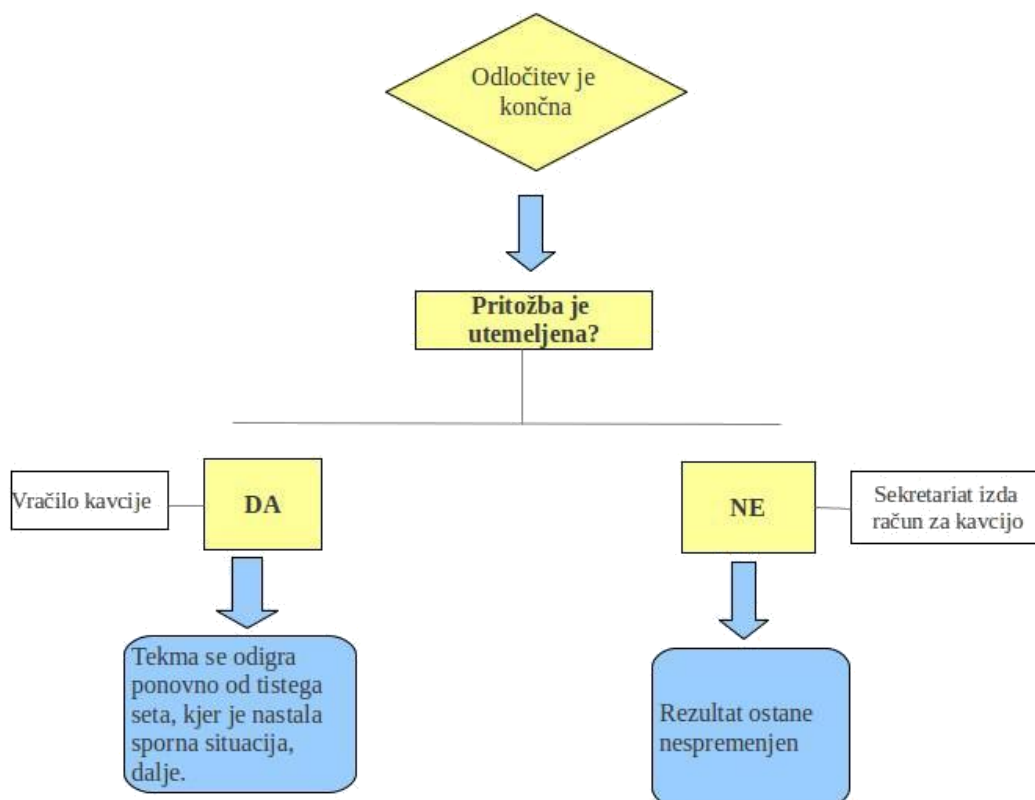 Odločitev je
končna
Pritožba je
utemeljena?
Vračilo kavcije
DA
NE
Sekretariat izda
račun za kavcijo
Tekma se odigra
ponovno od tistega
seta, kjer je nastala
sporna situacija,
dalje.
Rezultat ostane
nespremenjen